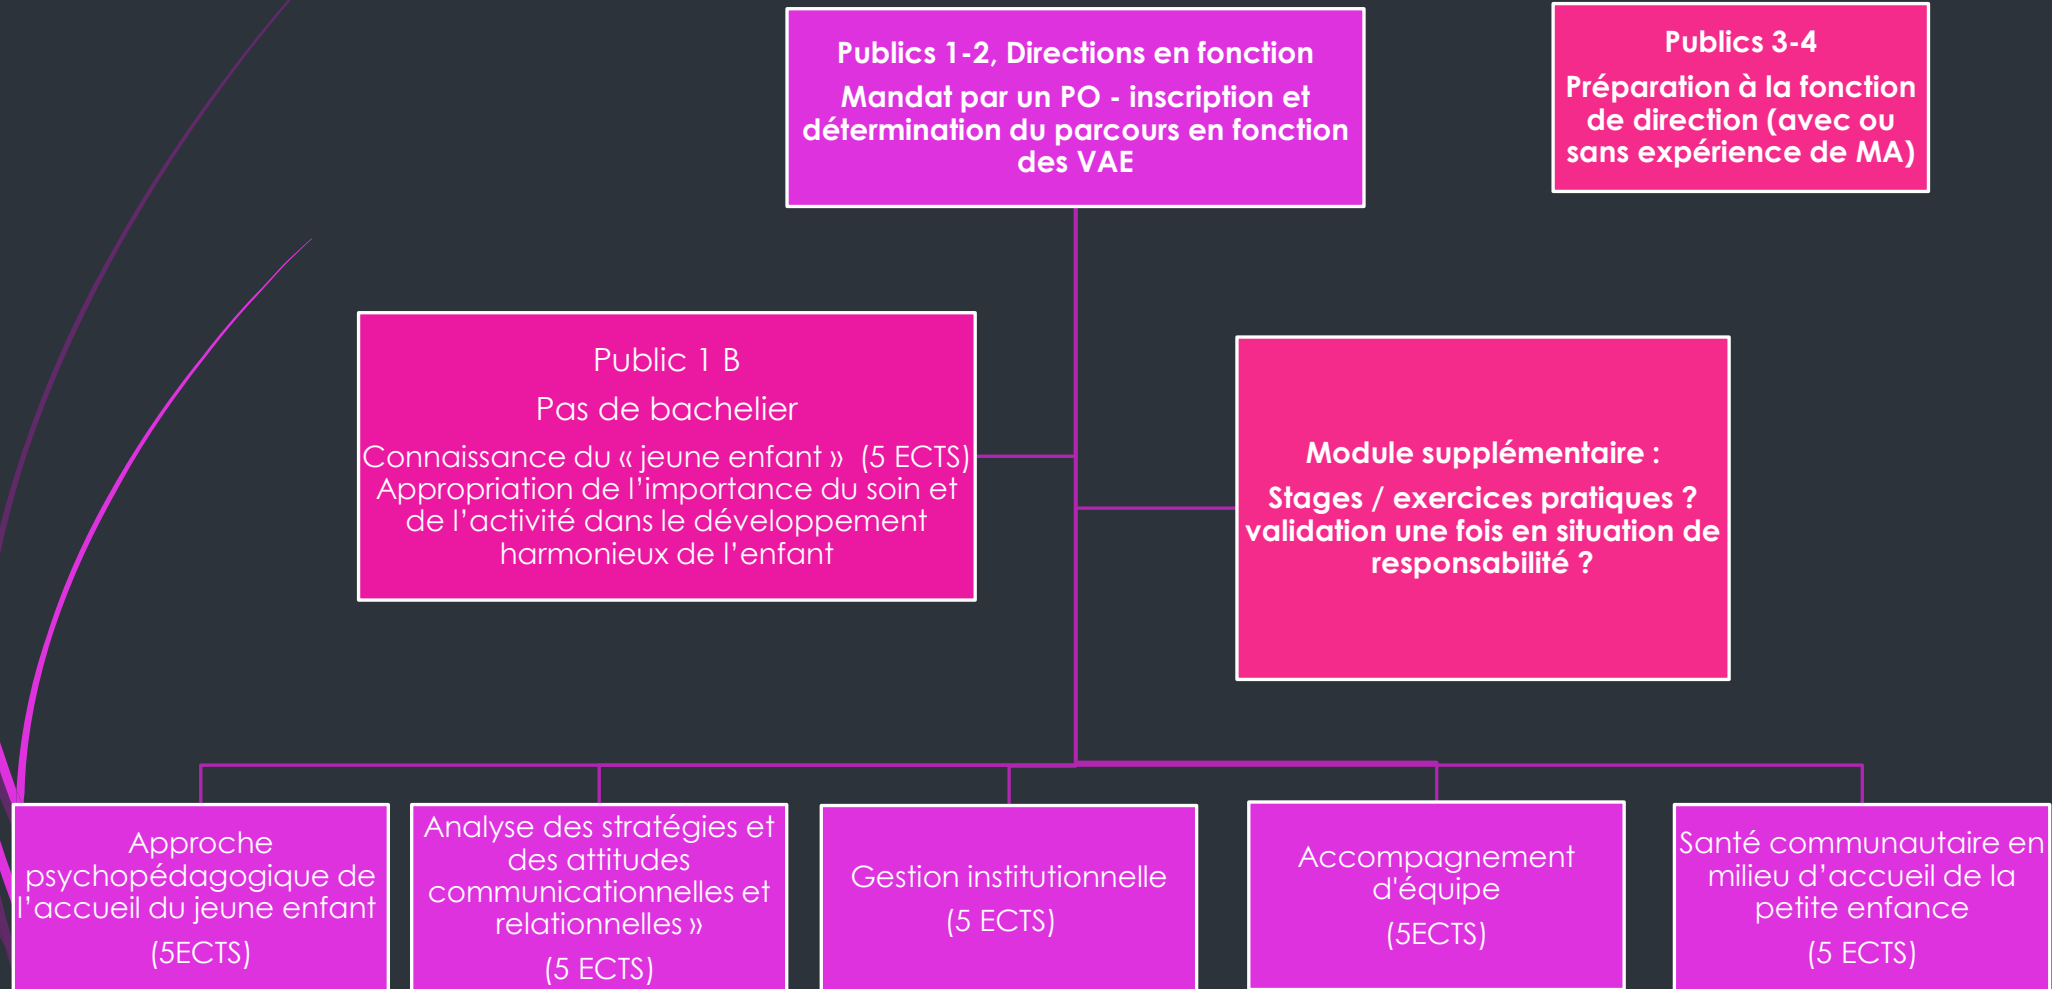 Publics 1-2, Directions en fonction
Mandat par un PO - inscription et
détermination du parcours en fonction
des VAE
Publics 3-4
Préparation à la fonction
de direction (avec ou
sans expérience de MA)
Public 1 B
Pas de bachelier
Connaissance du « jeune enfant »  (5 ECTS)
Appropriation de l’importance du soin et
de l’activité dans le développement
harmonieux de l’enfant
Module supplémentaire :
Stages / exercices pratiques ?
validation une fois en situation de
responsabilité ?
Approche
psychopédagogique de
l’accueil du jeune enfant
(5ECTS)
Analyse des stratégies et
des attitudes
communicationnelles et
relationnelles »
(5 ECTS)
Gestion institutionnelle
(5 ECTS)
Accompagnement
d'équipe
(5ECTS)
Santé communautaire en
milieu d’accueil de la
petite enfance
(5 ECTS)